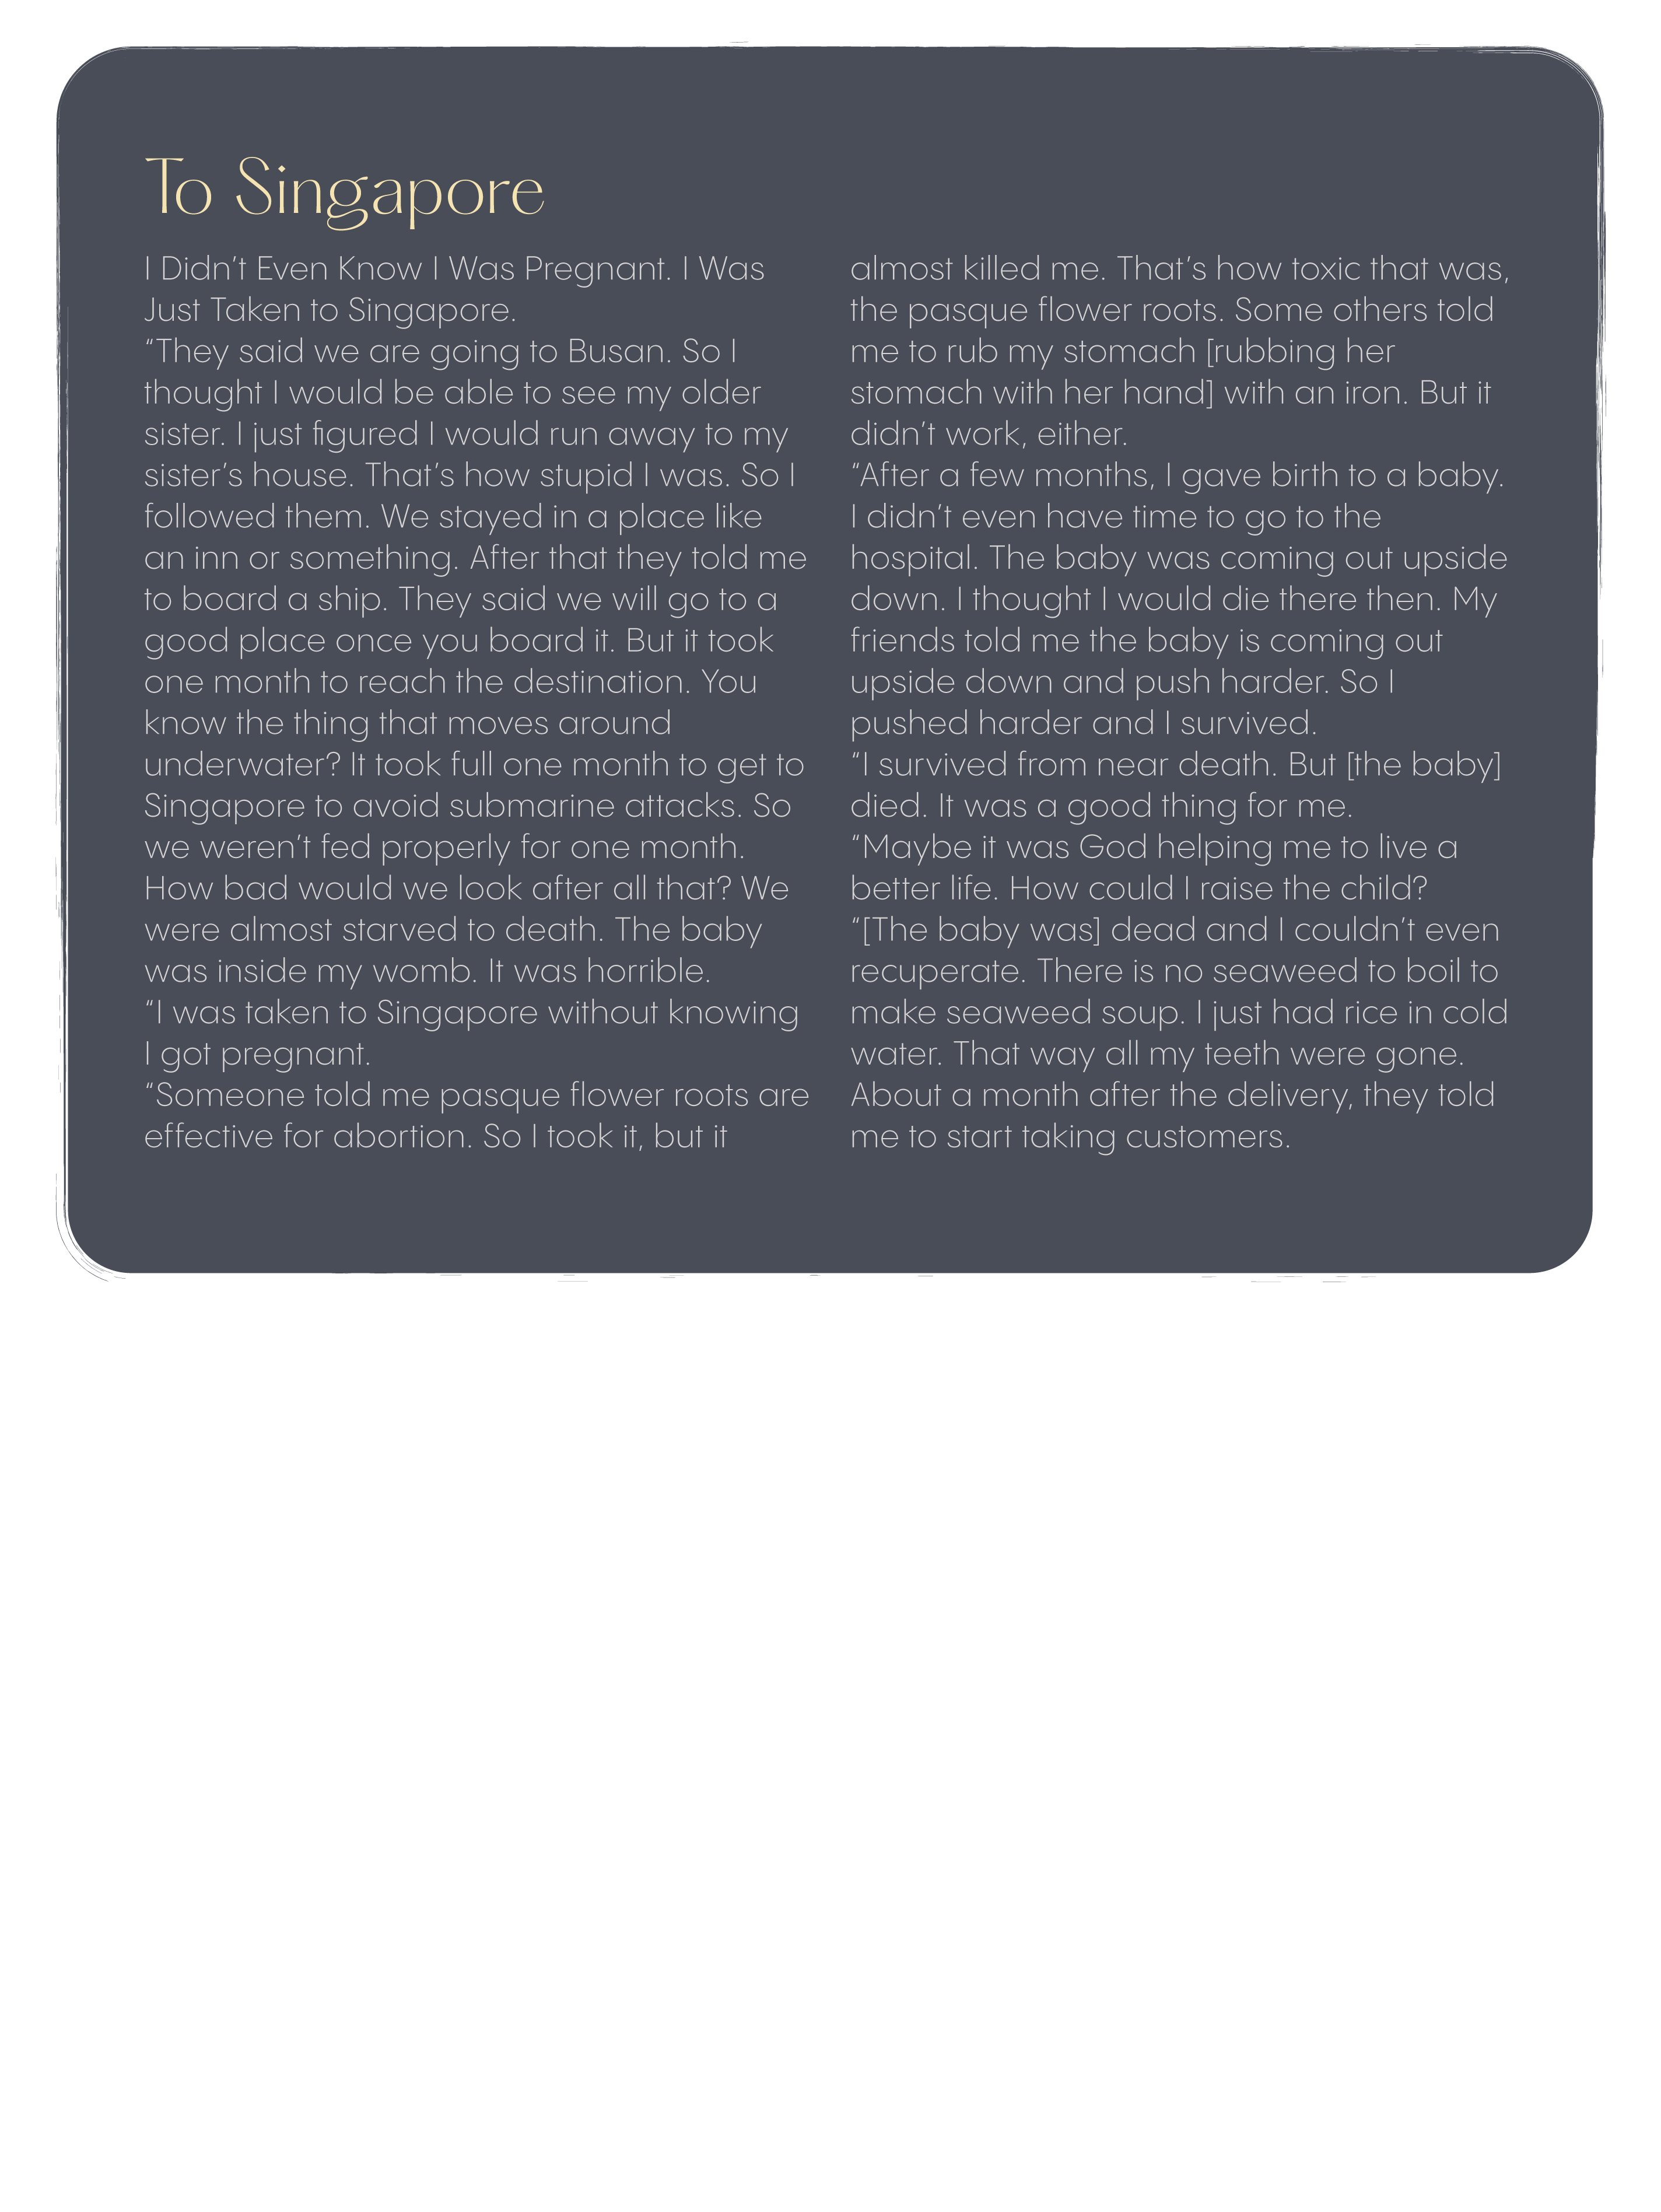 To Singapore
I Didn’t Even Know I Was Pregnant. I Was
Just Taken to Singapore.
“They said we are going to Busan. So I
thought I would be able to see my older
sister. I just figured I would run away to my
sister’s house. That’s how stupid I was. So I
followed them. We stayed in a place like
an inn or something. After that they told me
to board a ship. They said we will go to a
good place once you board it. But it took
one month to reach the destination. You
know the thing that moves around
underwater? It took full one month to get to
Singapore to avoid submarine attacks. So
we weren’t fed properly for one month.
How bad would we look after all that? We
were almost starved to death. The baby
was inside my womb. It was horrible.
“I was taken to Singapore without knowing
I got pregnant.
“Someone told me pasque flower roots are
effective for abortion. So I took it, but it
almost killed me. That’s how toxic that was,
the pasque flower roots. Some others told
me to rub my stomach [rubbing her
stomach with her hand] with an iron. But it
didn’t work, either.
“After a few months, I gave birth to a baby.
I didn’t even have time to go to the
hospital. The baby was coming out upside
down. I thought I would die there then. My
friends told me the baby is coming out
upside down and push harder. So I
pushed harder and I survived.
“I survived from near death. But [the baby]
died. It was a good thing for me.
“Maybe it was God helping me to live a
better life. How could I raise the child?
“[The baby was] dead and I couldn’t even
recuperate. There is no seaweed to boil to
make seaweed soup. I just had rice in cold
water. That way all my teeth were gone.
About a month after the delivery, they told
me to start taking customers.